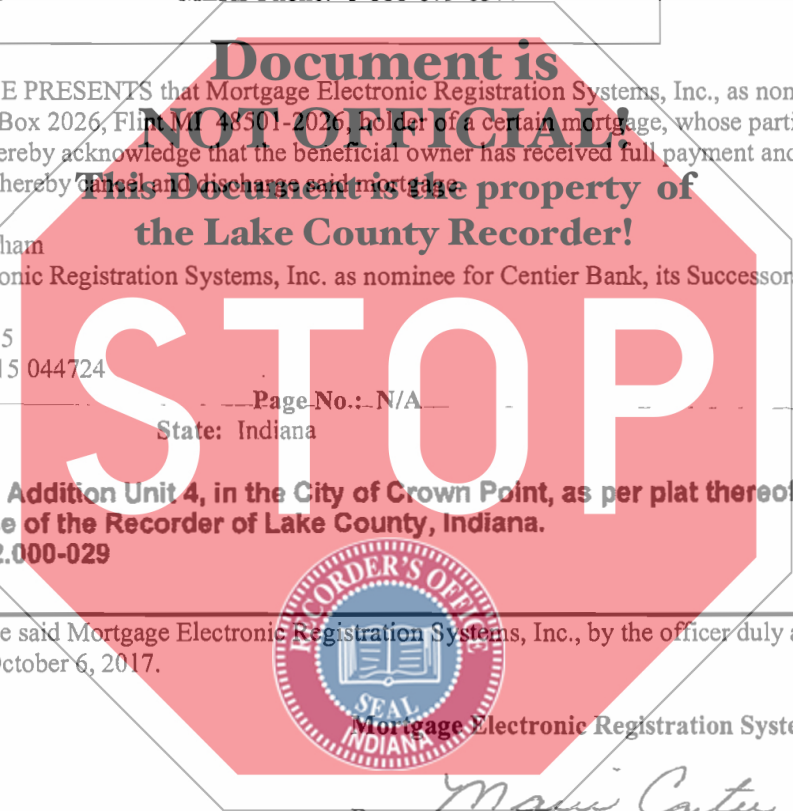 Document is
E PRESENTS that Mortgage Electronic Registration Systems, Inc., as nom
NOT OFFICIAL!
Box 2026, Flint MI 48501-2026, holder of a certain mortgage, whose parti
ereby acknowledge that the beneficial owner has received full payment and
This Document is the property of
hereby cancel and discharge said mortgage.
the Lake County Recorder!
ham
onic Registration Systems, Inc. as nominee for Centier Bank, its Successor
STOP
5
15 044724
Page No.: N/A
State: Indiana
Addition Unit 4, in the City of Crown Point, as per plat thereof
e of the Recorder of Lake County, Indiana.
2.000-029
RECORDER'S OFFICE
e said Mortgage Electronic Registration Systems, Inc., by the officer duly a
October 6, 2017.
SEAL
INDIANA
Mortgage Electronic Registration Syste